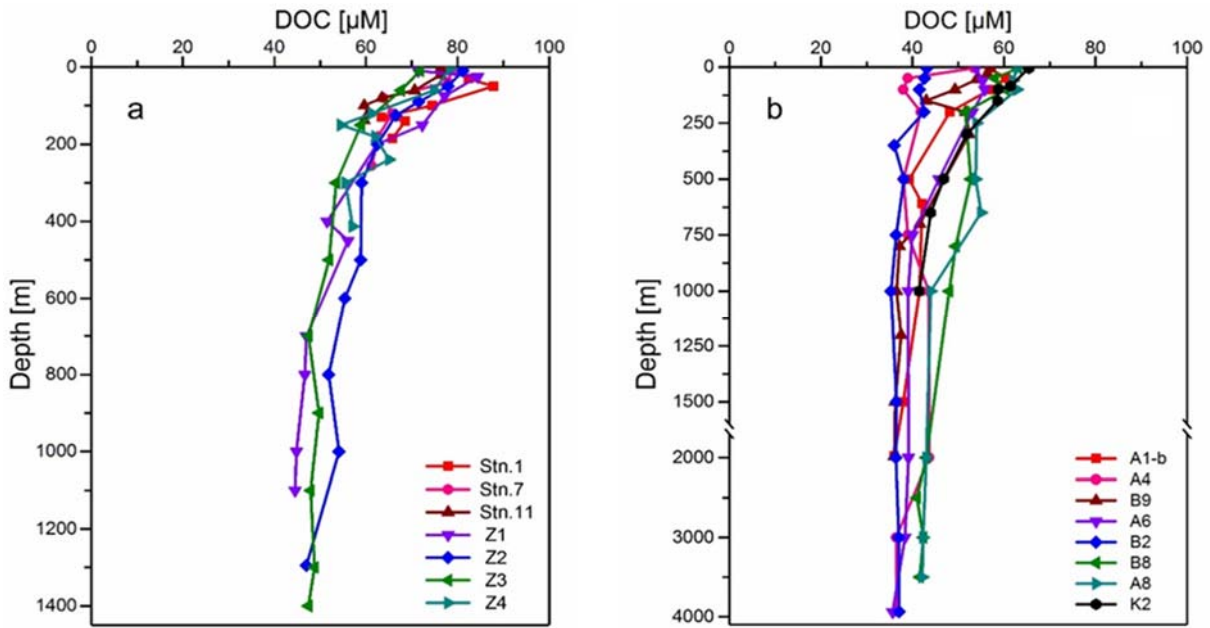 DOC [µM]
0 20 40 60 80 100
a
Depth [m]
0
200
400
600
800
1000
1200
1400
Stn.1
Stn.7
Stn.11
Z1
Z2
Z3
Z4
DOC [µM]
0 20 40 60 80 100
b
Depth [m]
0
250
500
750
1000
1250
1500
2000
3000
4000
A1-b
A4
B9
A6
B2
B8
A8
K2